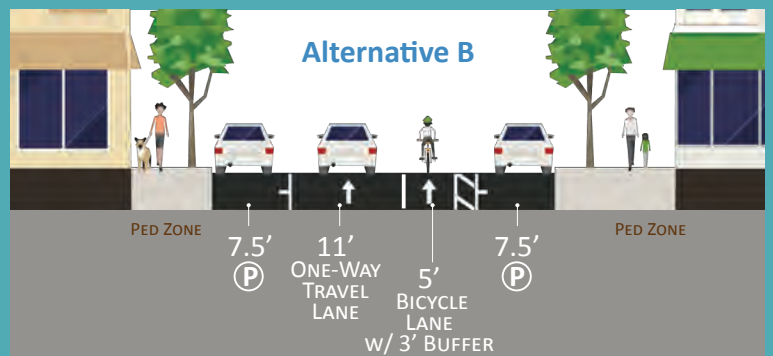 Alternative B
PED ZONE
7.5’
P
11’
ONE-WAY
TRAVEL
LANE
5’
BICYCLE
LANE
W/ 3’ BUFFER
7.5’
P
PED ZONE